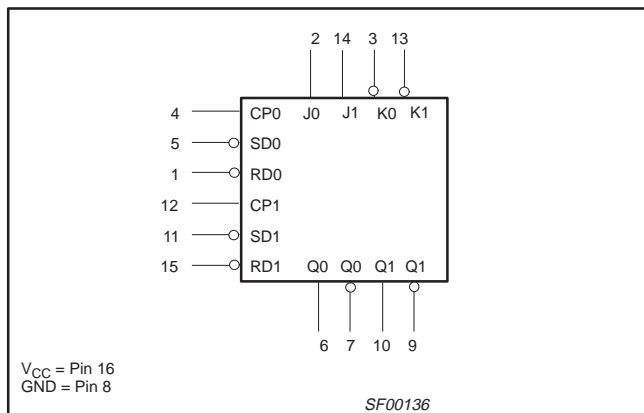 2 14 3 13
4 CP0 J0 J1 K0 K1
5 SD0
1 RD0
12 CP1
11 SD1
15 RD1 Q0 Q0 Q1 Q1
6 7 10 9
VCC = Pin 16
GND = Pin 8
SF00136